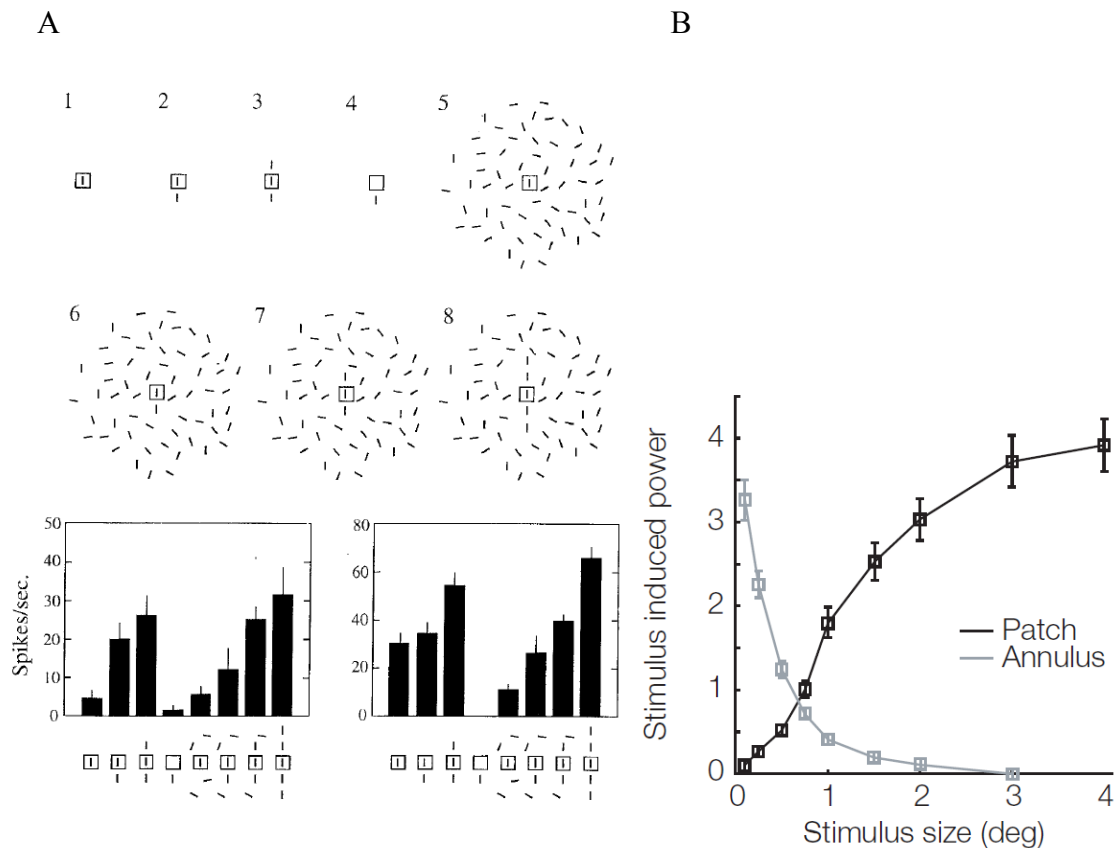 A
B
1 2 3 4 5
6 7 8
50
40
30
20
10
0
Spikes/sec.
80
60
40
20
0
4
3
2
1
0
Stimulus induced power
Patch
Annulus
0 1 2 3 4
Stimulus size (deg)